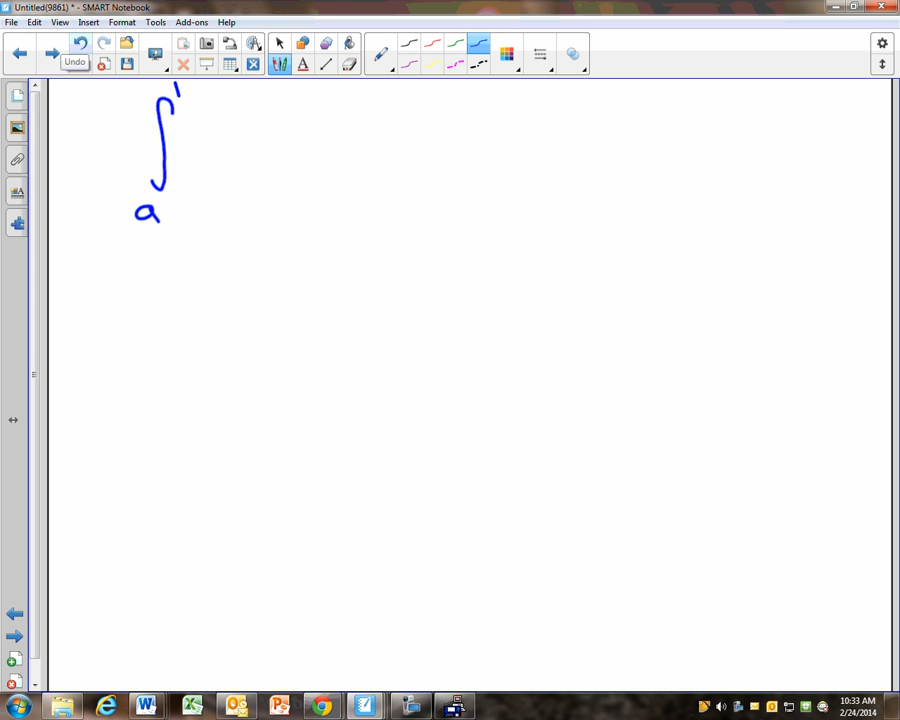 Untitled(9861) * - SMART Notebook
File Edit View Insert Format Tools Add-ons Help
Undo
∫
a
10:33 AM
2/24/2014